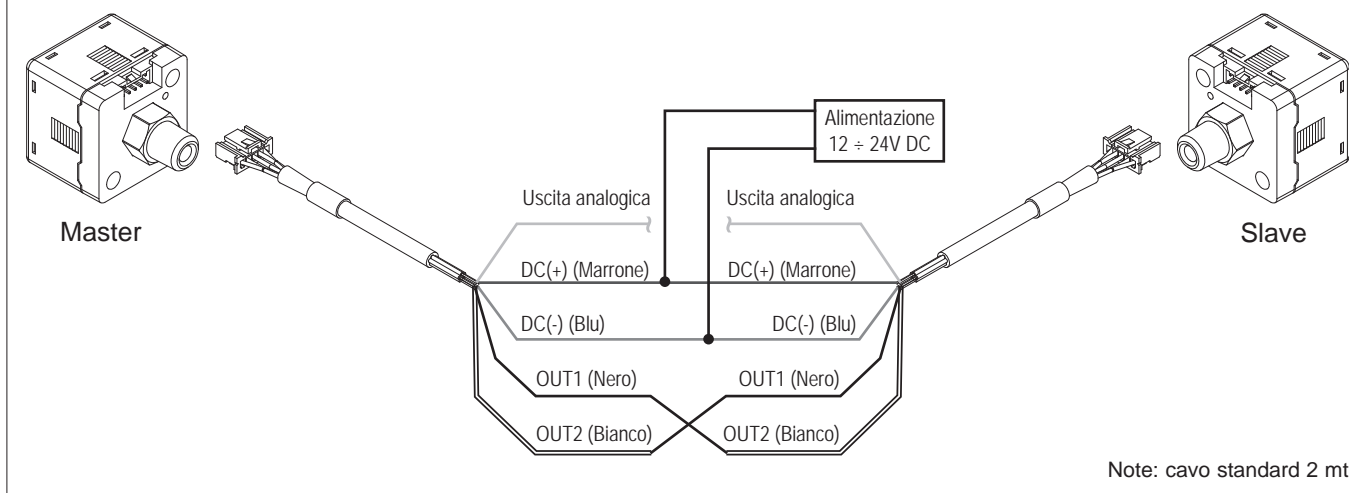 Alimentazione
12 ÷ 24V DC
Uscita analogica
Uscita analogica
Master
Slave
DC(+) (Marrone)
DC(+) (Marrone)
DC(-) (Blu)
DC(-) (Blu)
OUT1 (Nero)
OUT1 (Nero)
OUT2 (Bianco)
OUT2 (Bianco)
Note: cavo standard 2 mt